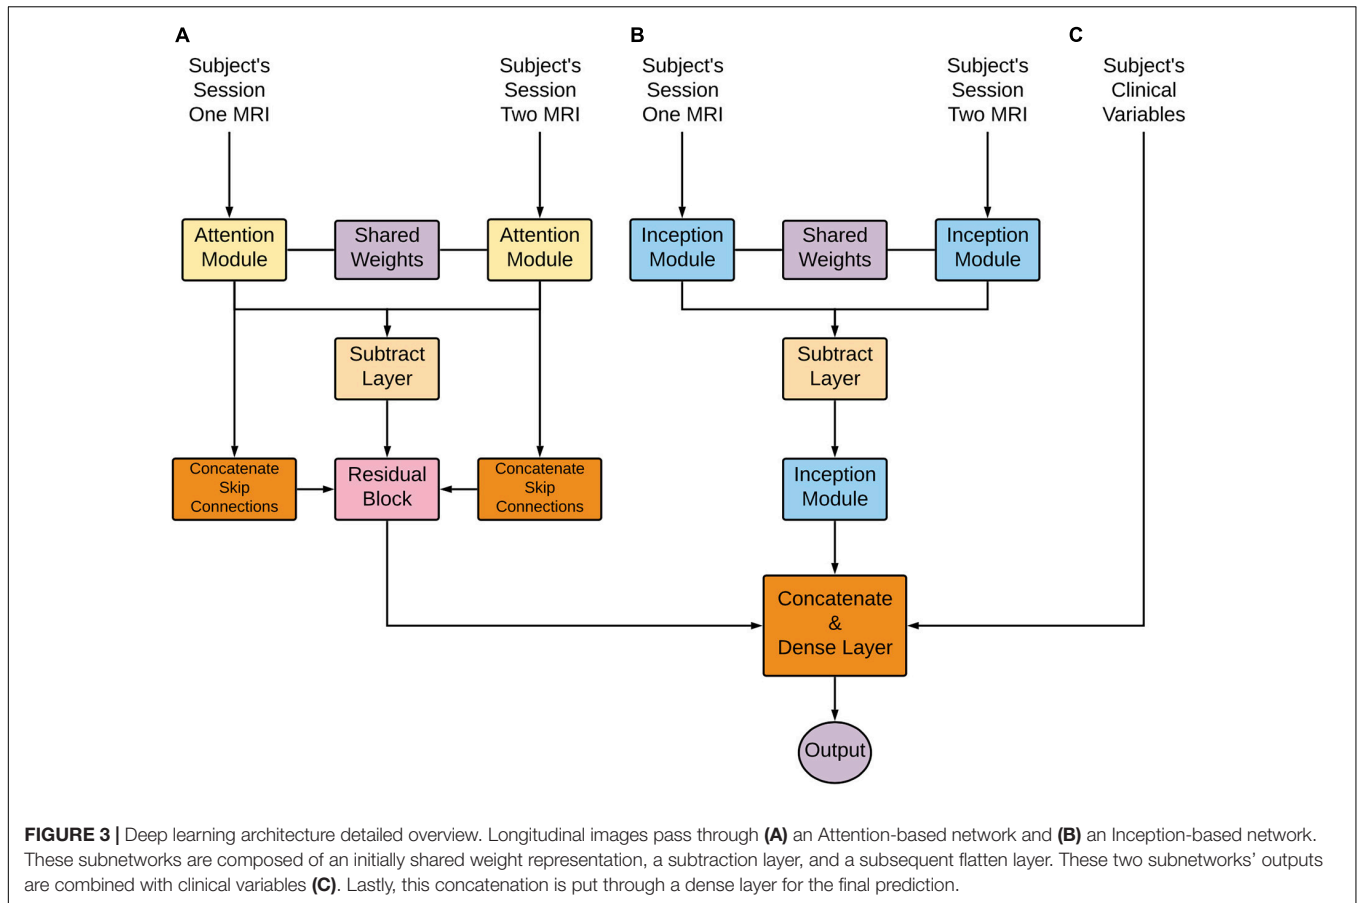 A
B
C
Subject's
Session
One MRI
Subject's
Session
Two MRI
Subject's
Session
One MRI
Subject's
Session
Two MRI
Subject's
Clinical
Variables
Attention
Module
Shared
Weights
Attention
Module
Inception
Module
Shared
Weights
Inception
Module
Subtract
Layer
Subtract
Layer
Concatenate
Skip
Connections
Residual
Block
Concatenate
Skip
Connections
Inception
Module
Concatenate
&
Dense Layer
Output
FIGURE 3 | Deep learning architecture detailed overview. Longitudinal images pass through (A) an Attention-based network and (B) an Inception-based network.
These subnetworks are composed of an initially shared weight representation, a subtraction layer, and a subsequent flatten layer. These two subnetworks' outputs
are combined with clinical variables (C). Lastly, this concatenation is put through a dense layer for the final prediction.